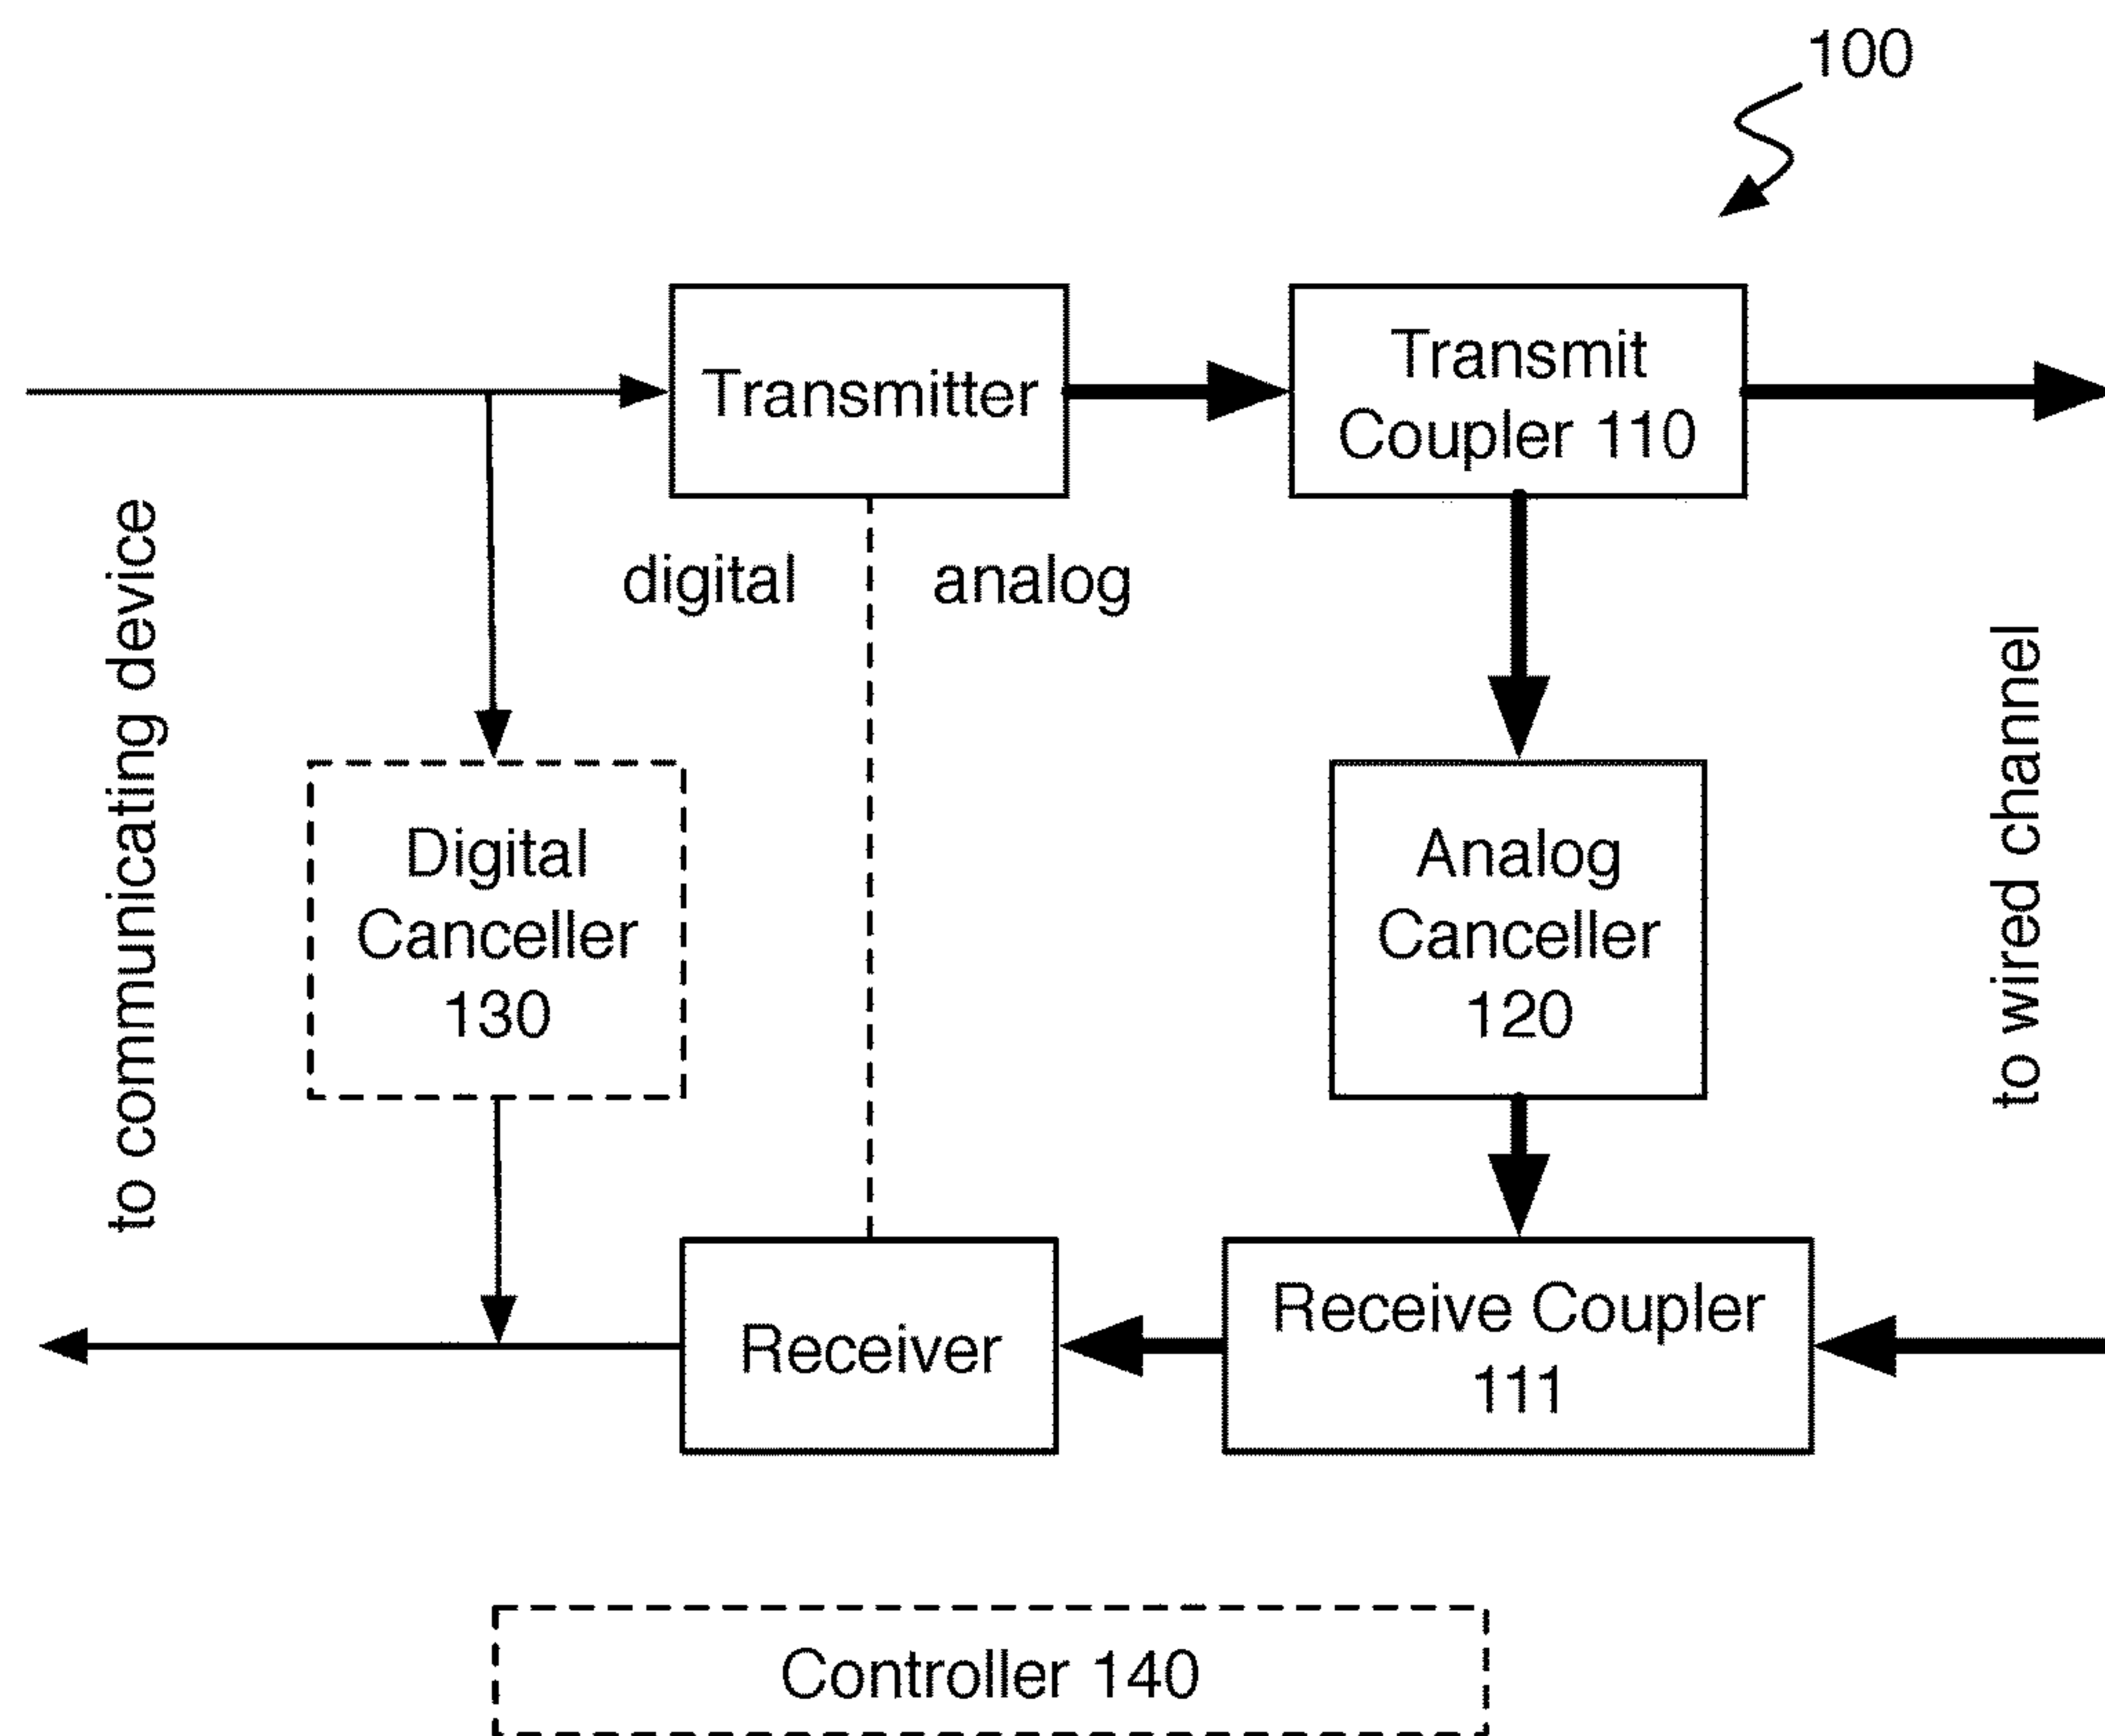 100
Transmitter
Transmit
Coupler 110
digital
analog
to communicating device
to wired channel
Digital
Canceller
130
Analog
Canceller
120
Receiver
Receive Coupler
111
Controller 140